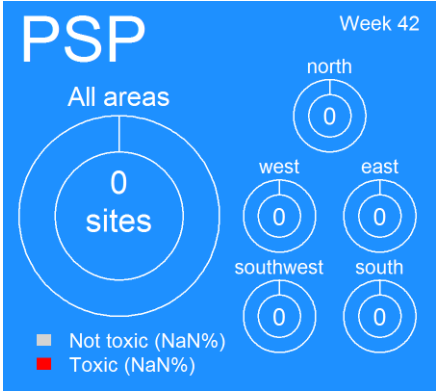 PSP
Week 42
All areas
0
sites
north
0
west
0
east
0
southwest
0
south
0
Not toxic (NaN%)
Toxic (NaN%)